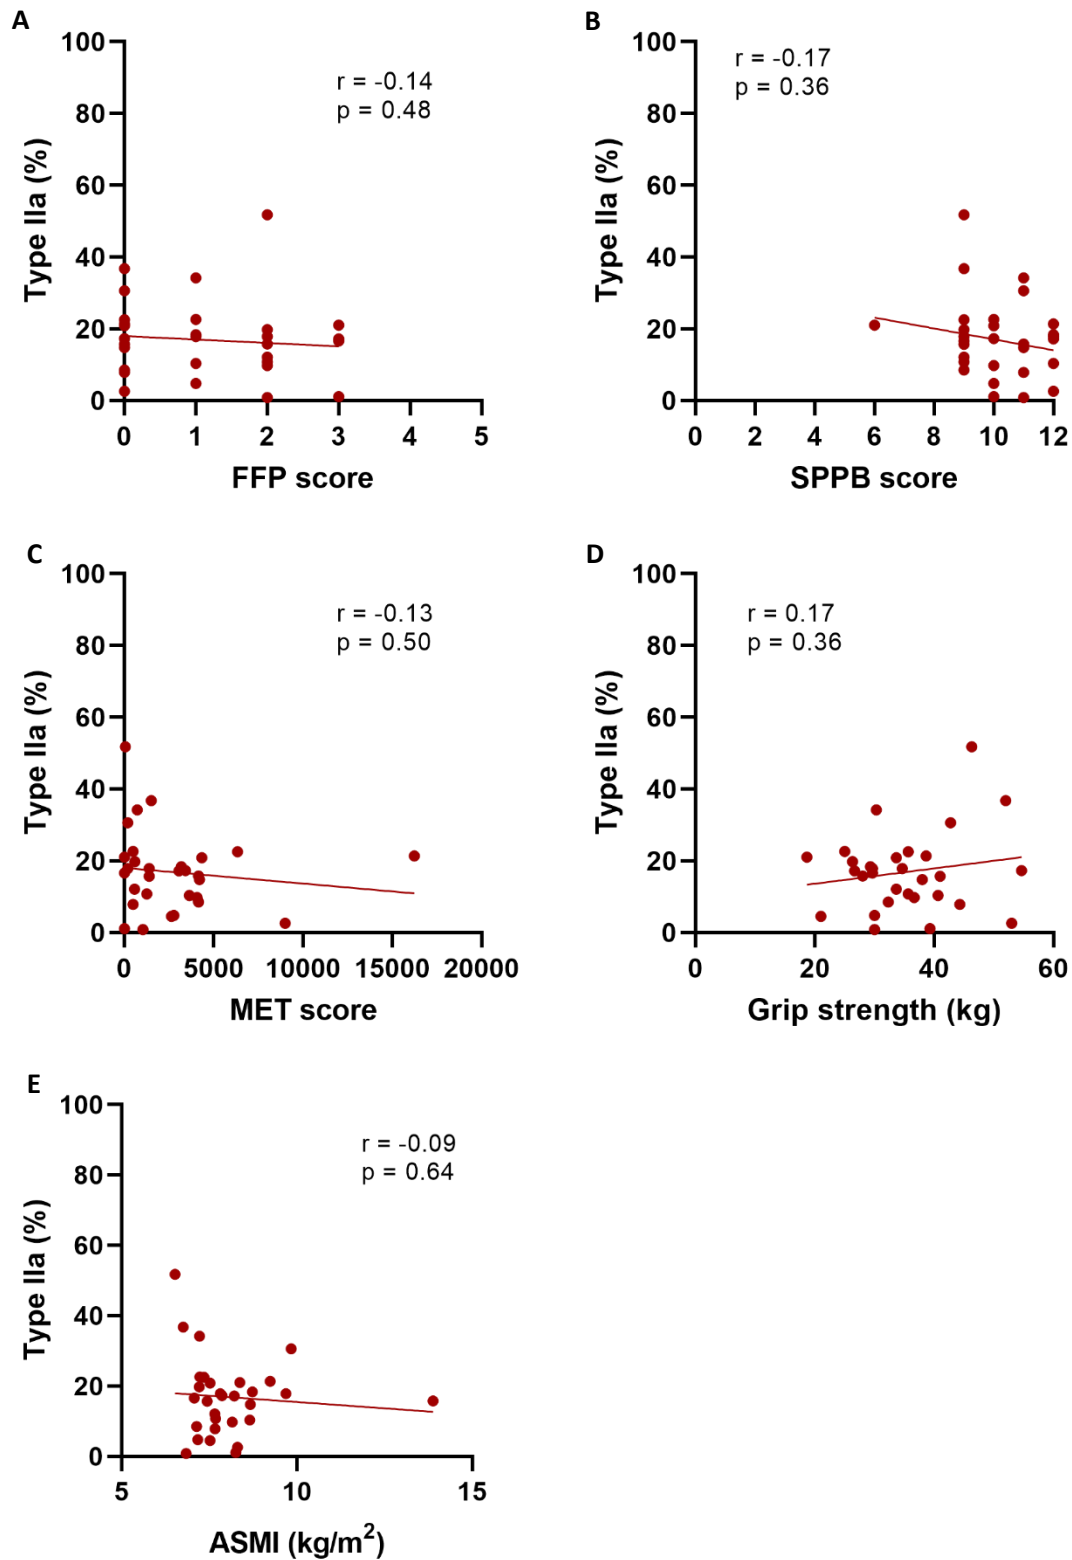 A
100
80
60
40
20
0
Type IIa (%)
r = -0.14
p = 0.48
0 1 2 3 4 5
FFP score
B
100
80
60
40
20
0
Type IIa (%)
r = -0.17
p = 0.36
0 2 4 6 8 10 12
SPPB score
C
100
80
60
40
20
0
Type IIa (%)
r = -0.13
p = 0.50
0 5000 10000 15000 20000
MET score
D
100
80
60
40
20
0
Type IIa (%)
r = 0.17
p = 0.36
0 20 40 60
Grip strength (kg)
E
100
80
60
40
20
0
Type IIa (%)
r = -0.09
p = 0.64
5 10 15
ASMI (kg/m²)